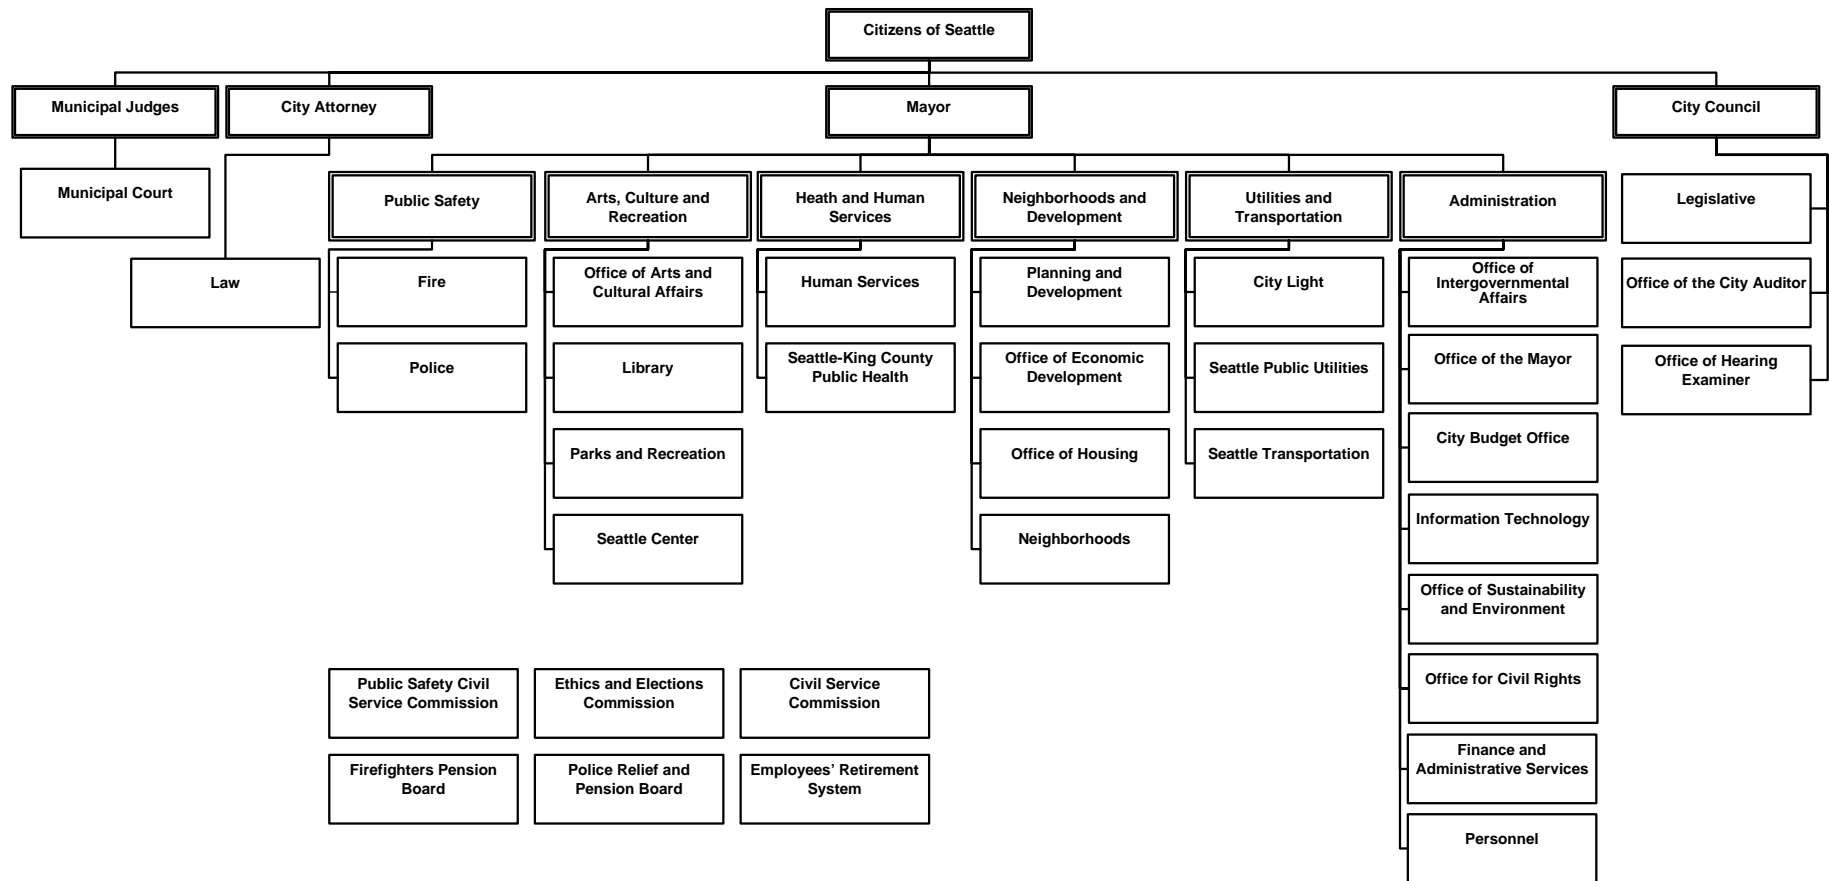 Citizens of Seattle
Municipal Judges
City Attorney
Mayor
City Council
Municipal Court
Law
Public Safety
Arts, Culture and
Recreation
Heath and Human
Services
Neighborhoods and
Development
Utilities and
Transportation
Administration
Legislative
Fire
Office of Arts and
Cultural Affairs
Human Services
Planning and
Development
City Light
Office of
Intergovernmental
Affairs
Office of the City Auditor
Police
Library
Seattle-King County
Public Health
Office of Economic
Development
Seattle Public Utilities
Office of the Mayor
Office of Hearing
Examiner
Parks and Recreation
Office of Housing
Seattle Transportation
City Budget Office
Seattle Center
Neighborhoods
Information Technology
Office of Sustainability
and Environment
Office for Civil Rights
Finance and
Administrative Services
Personnel
Public Safety Civil
Service Commission
Ethics and Elections
Commission
Civil Service
Commission
Firefighters Pension
Board
Police Relief and
Pension Board
Employees’ Retirement
System